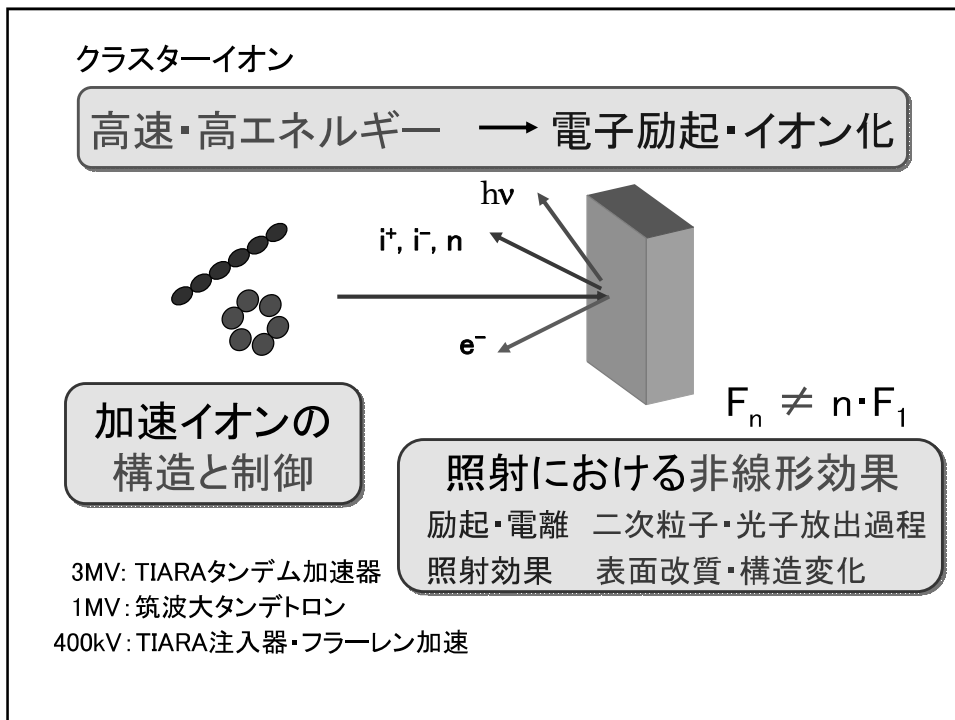 クラスターイオン
高速・高エネルギー → 電子励起・イオン化
hν
i⁺, i⁻, n
e⁻
加速イオンの
構造と制御
Fₙ ≠ n・F₁
照射における非線形効果
励起・電離 二次粒子・光子放出過程
照射効果 表面改質・構造変化
3MV: TIARAタンデム加速器
1MV: 筑波大タンデトロン
400kV: TIARA注入器・フラーレン加速